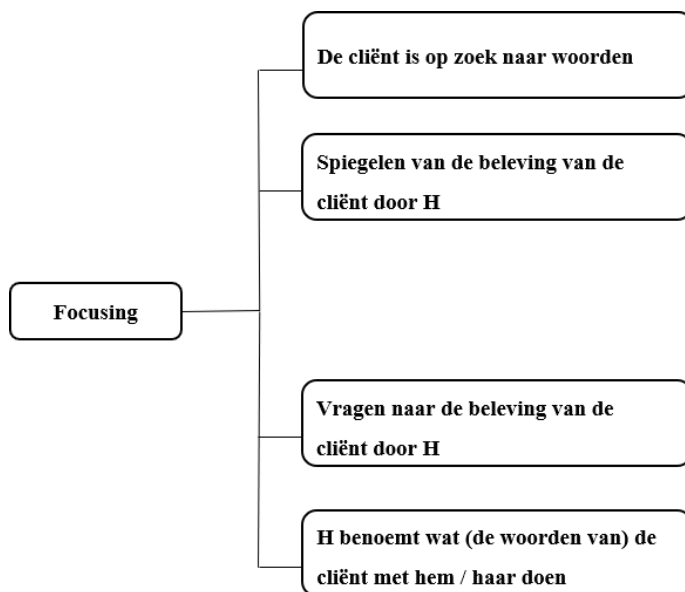 De cliënt is op zoek naar woorden
Spiegelen van de beleving van de
cliënt door H
Focusing
Vragen naar de beleving van de
cliënt door H
H benoemt wat (de woorden van) de
cliënt met hem / haar doen